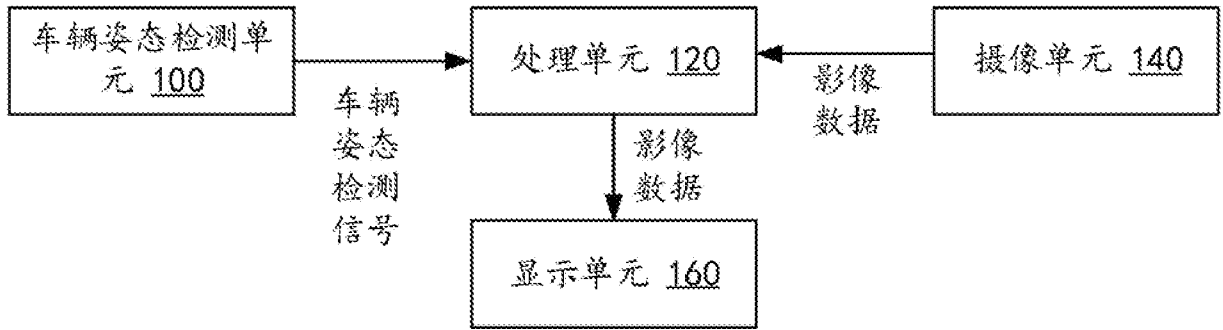 车辆姿态检测单
元 100
处理单元 120
摄像单元 140
车辆
姿态
检测
信号
影像
数据
影像
数据
显示单元 160